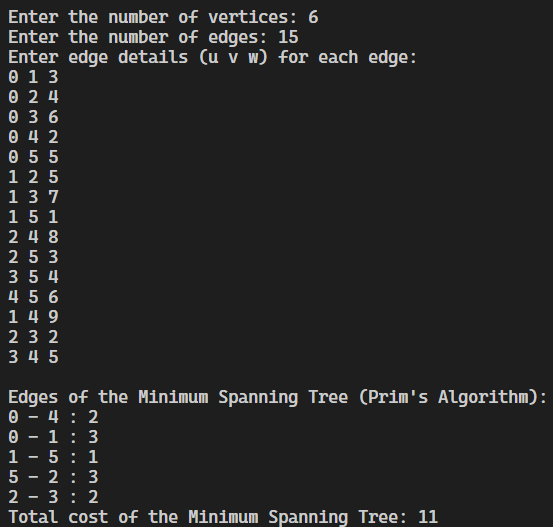 Enter the number of vertices: 6
Enter the number of edges: 15
Enter edge details (u v w) for each edge:
0 1 3
0 2 4
0 3 6
0 4 2
0 5 5
1 2 5
1 3 7
1 5 1
2 4 8
2 5 3
3 5 4
4 5 6
1 4 9
2 3 2
3 4 5

Edges of the Minimum Spanning Tree (Prim's Algorithm):
0 - 4 : 2
0 - 1 : 3
1 - 5 : 1
5 - 2 : 3
2 - 3 : 2
Total cost of the Minimum Spanning Tree: 11